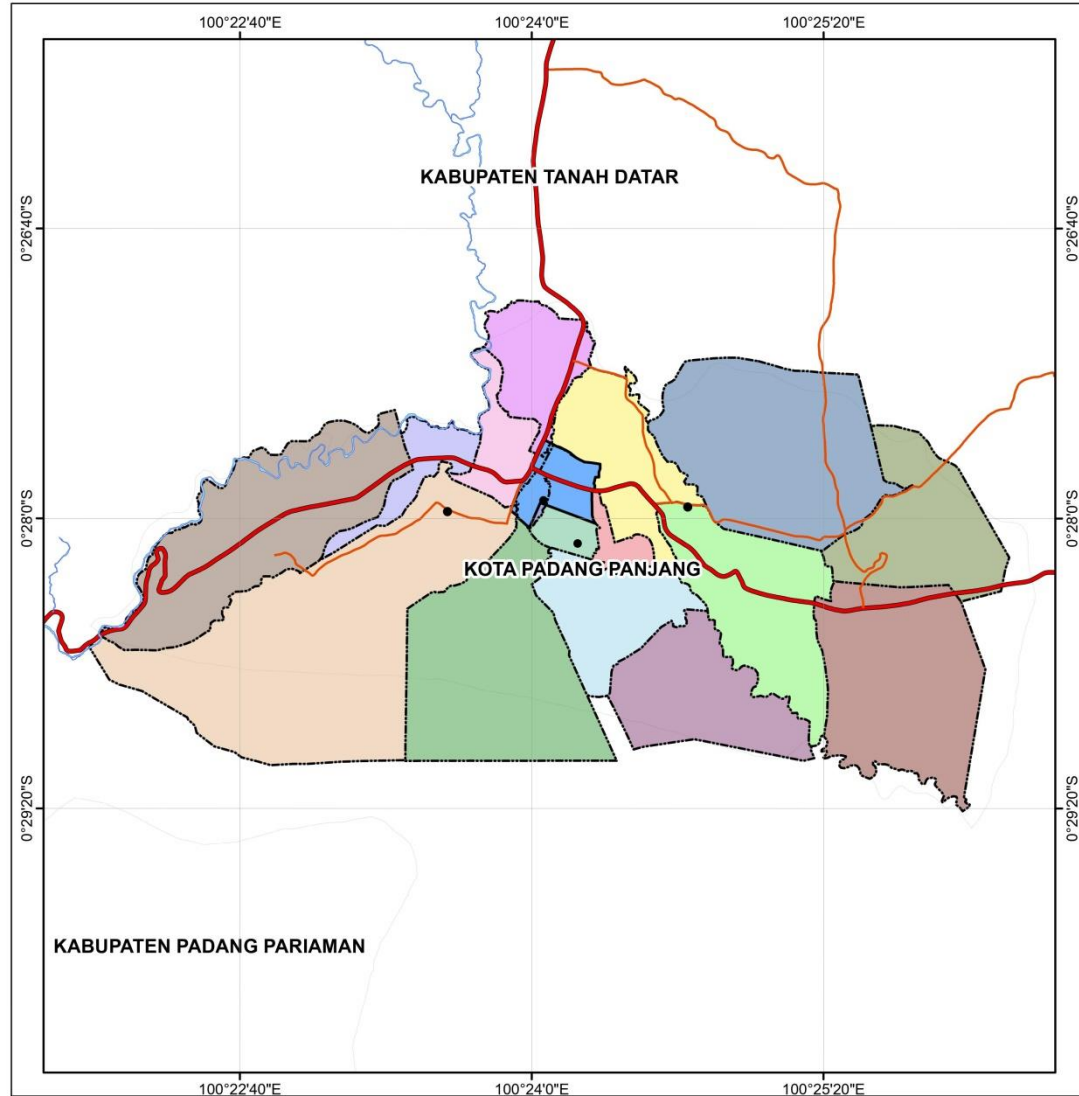 100°22'40"E
100°24'0"E
100°25'20"E
0°26'40"S
0°26'40"S
KABUPATEN TANAH DATAR
0°28'0"S
0°28'0"S
KOTA PADANG PANJANG
0°29'20"S
0°29'20"S
KABUPATEN PADANG PARIAMAN
100°22'40"E
100°24'0"E
100°25'20"E